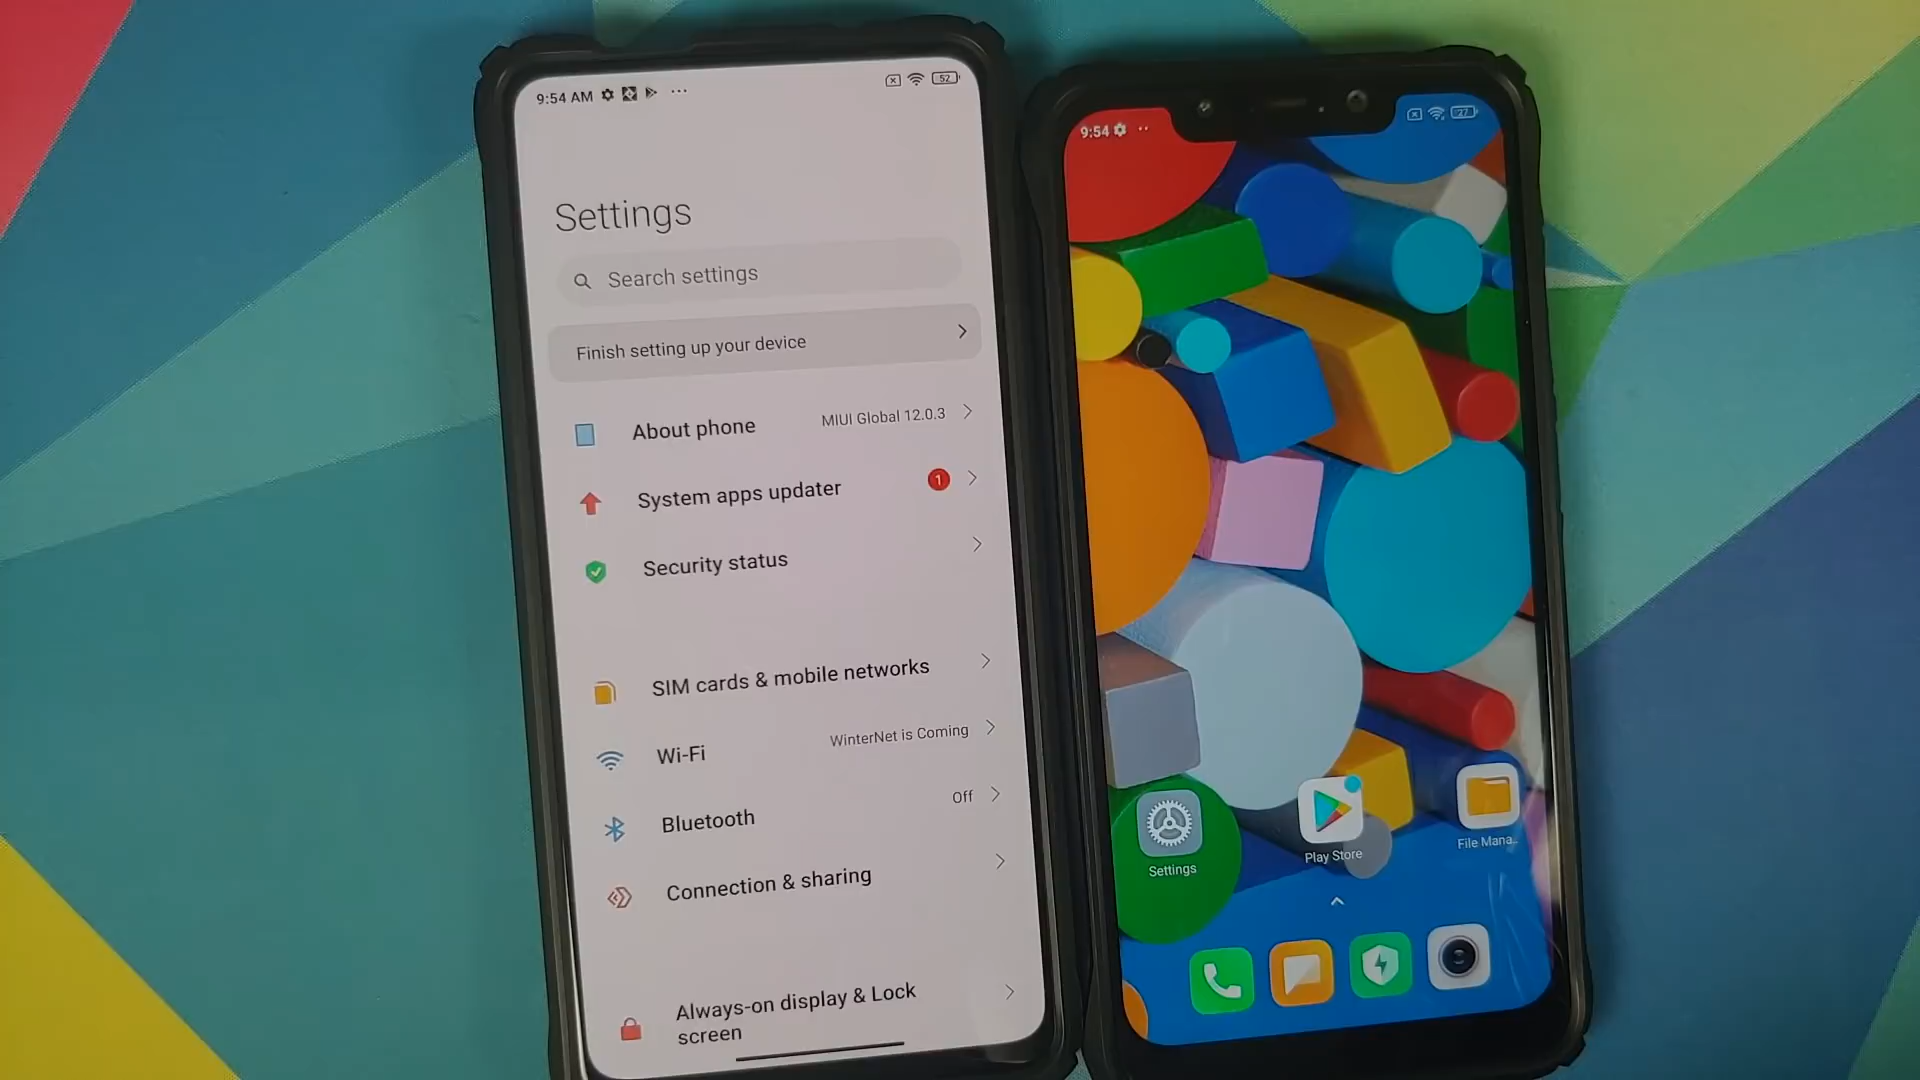 9:54 AM
52
Settings
Search settings
Finish setting up your device
About phone
MIUI Global 12.0.3
System apps updater
1
Security status
SIM cards & mobile networks
Wi-Fi
WinterNet is Coming
Bluetooth
Off
Connection & sharing
Always-on display & Lock
screen
9:54
27
Settings
Play Store
File Mana..